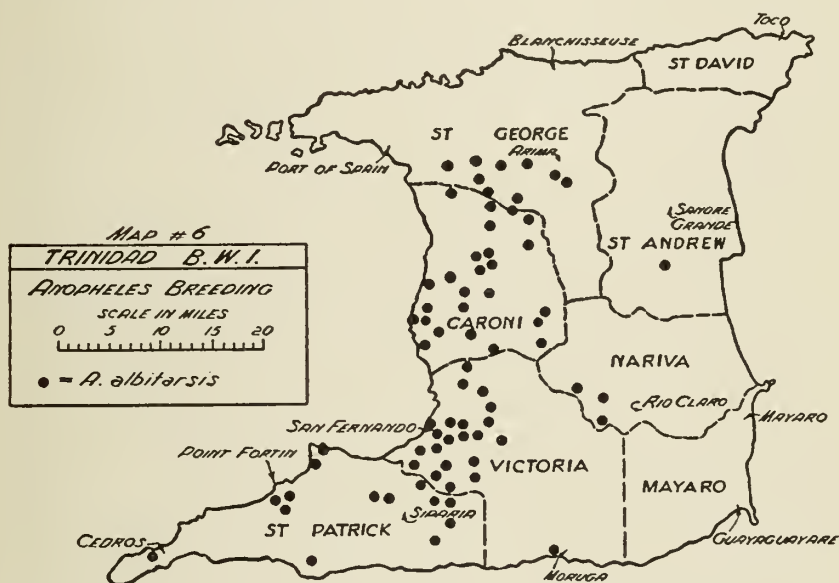 TOCO
BLANCHISSEUSE
ST DAVID
ST GEORGE
ARIMA
PORT OF SPAIN
SANGRE
GRANDE
ST ANDREW
MAP #6
TRINIDAD B.W.I.
ANOPHELES BREEDING
SCALE IN MILES
0 5 10 15 20
• = A. albitarsis
CARONI
NARIVA
RIO CLARO
MAYARO
SAN FERNANDO
POINT FORTIN
VICTORIA
MAYARO
ST PATRICK
SIPARIA
CEDROS
MORUGA
GUAYAGUAYARE